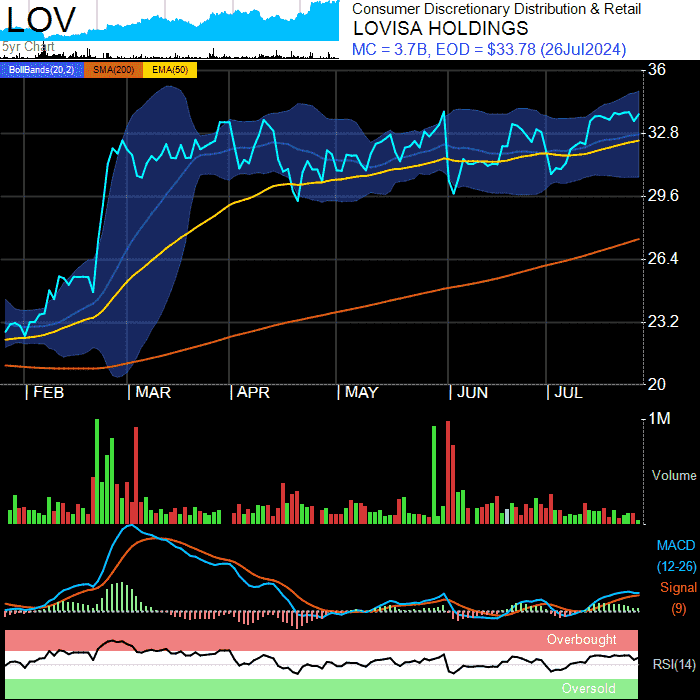 LOV
5yr Chart
Consumer Discretionary Distribution & Retail
LOVISA HOLDINGS
MC = 3.7B, EOD = $33.78 (26Jul2024)
BollBands(20,2) SMA(200) EMA(50)
36
32.8
29.6
26.4
23.2
20
FEB MAR APR MAY JUN JUL
1M
Volume
MACD
(12-26)
Signal
(9)
Overbought
RSI(14)
Oversold